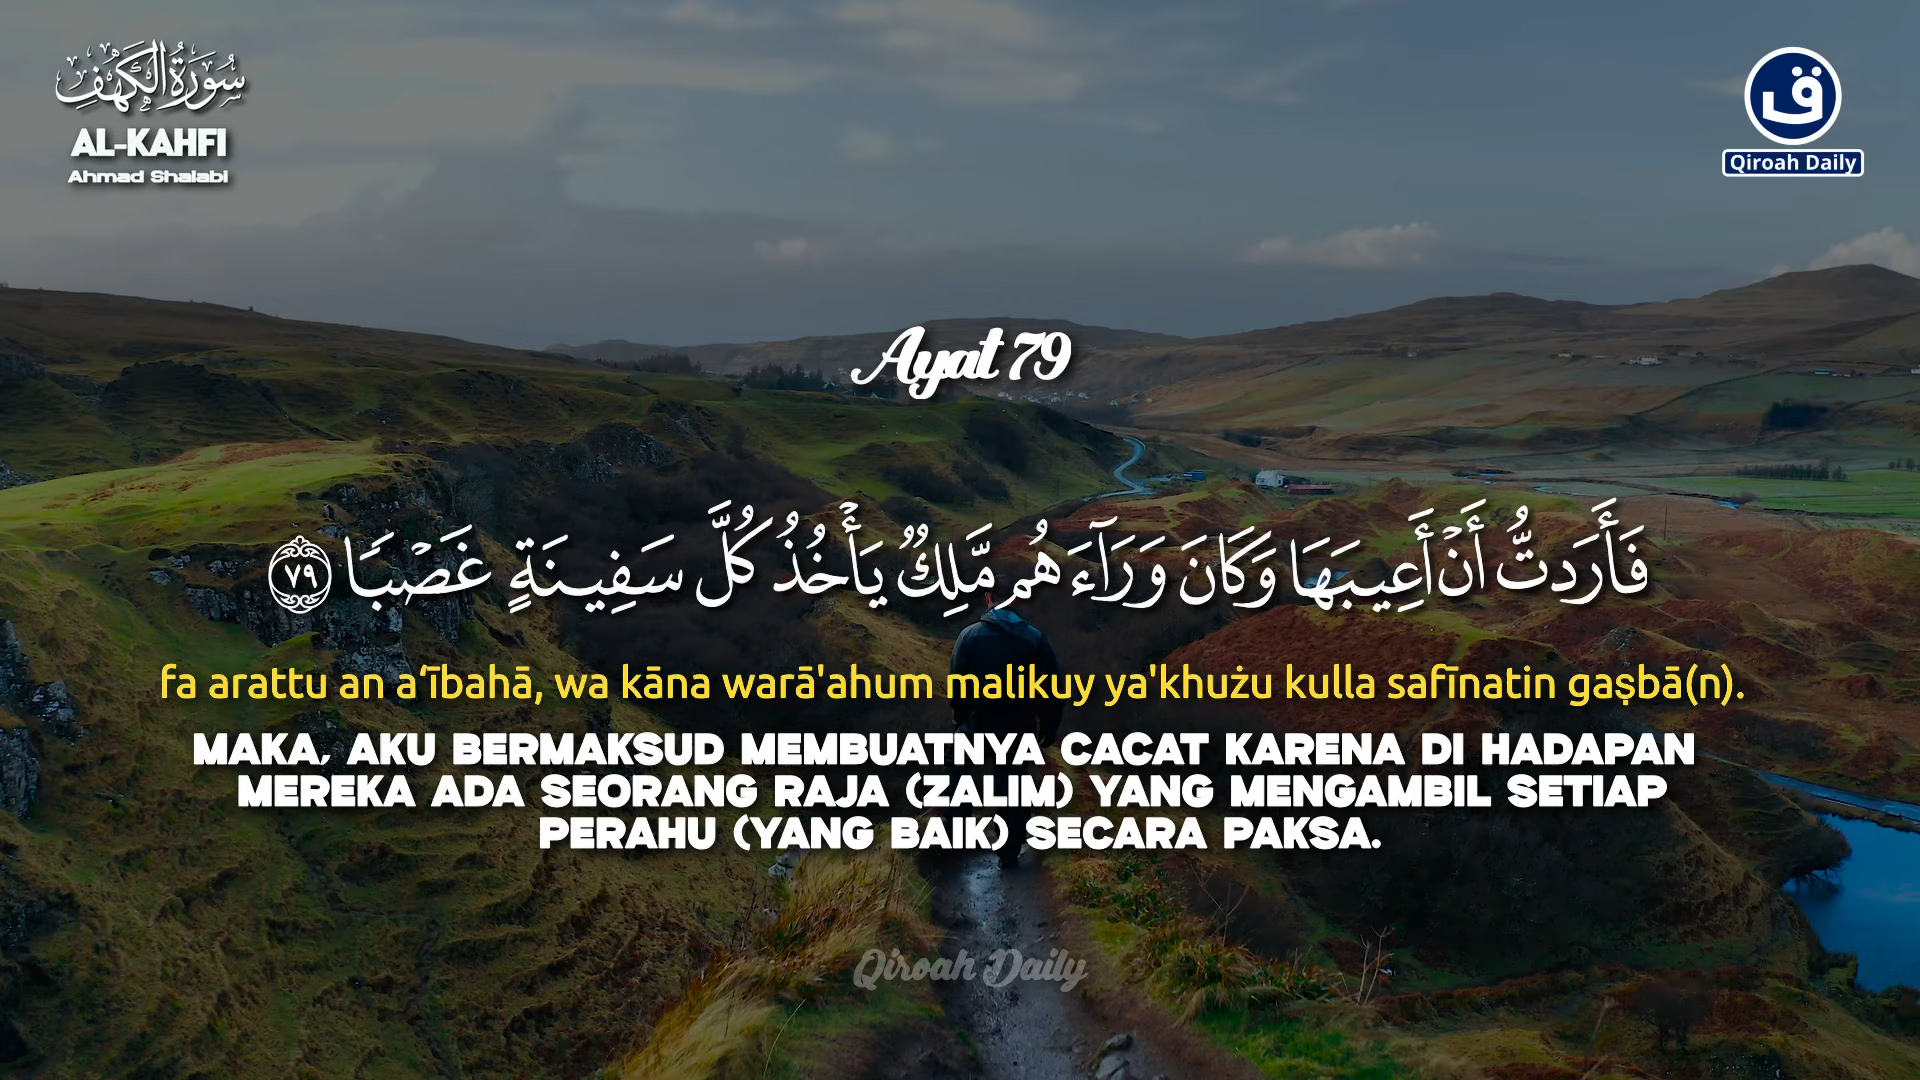 سُورَةُ الْكَهْفِ
AL-KAHFI
Ahmad Shalabi
ق
Qiroah Daily
Ayat 79
فَأَرَدتُّ أَنْ أَعِيبَهَا وَكَانَ وَرَآءَهُم مَّلِكٌ يَأْخُذُ كُلَّ سَفِينَةٍ غَصْبًا ٧٩
fa arattu an a‘ībahā, wa kāna warā'ahum malikuy ya'khużu kulla safīnatin gaṣbā(n).
MAKA, AKU BERMAKSUD MEMBUATNYA CACAT KARENA DI HADAPAN
MEREKA ADA SEORANG RAJA (ZALIM) YANG MENGAMBIL SETIAP
PERAHU (YANG BAIK) SECARA PAKSA.
Qiroah Daily